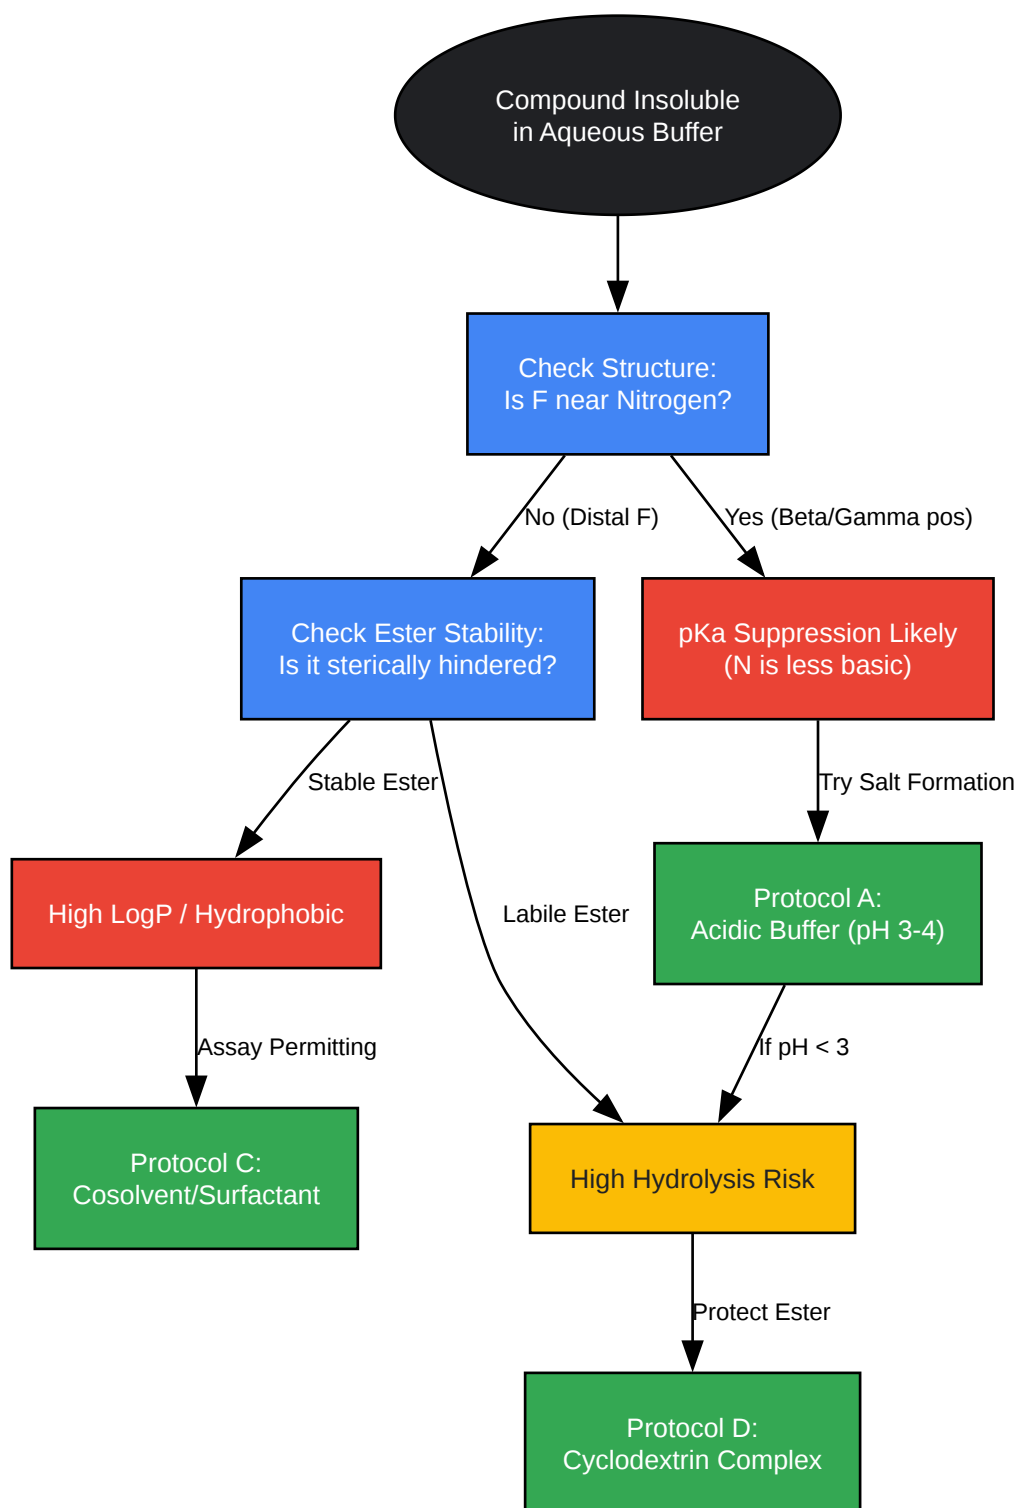 Compound Insoluble
in Aqueous Buffer
Check Structure:
Is F near Nitrogen?
No (Distal F)
Yes (Beta/Gamma pos)
Check Ester Stability:
Is it sterically hindered?
pKa Suppression Likely
(N is less basic)
Stable Ester
Try Salt Formation
High LogP / Hydrophobic
Labile Ester
Protocol A:
Acidic Buffer (pH 3-4)
Assay Permitting
If pH < 3
Protocol C:
Cosolvent/Surfactant
High Hydrolysis Risk
Protect Ester
Protocol D:
Cyclodextrin Complex